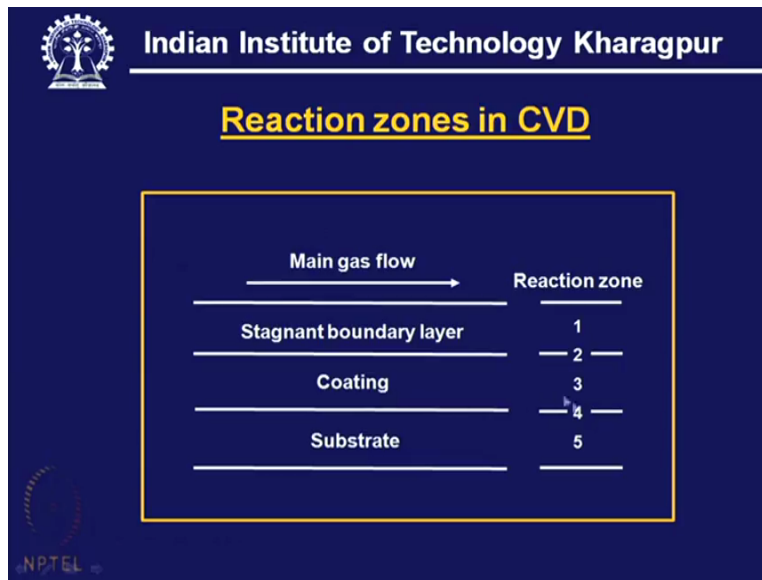 Indian Institute of Technology Kharagpur
Reaction zones in CVD
Main gas flow
Reaction zone
Stagnant boundary layer
1
2
Coating
3
4
Substrate
5
NPTEL